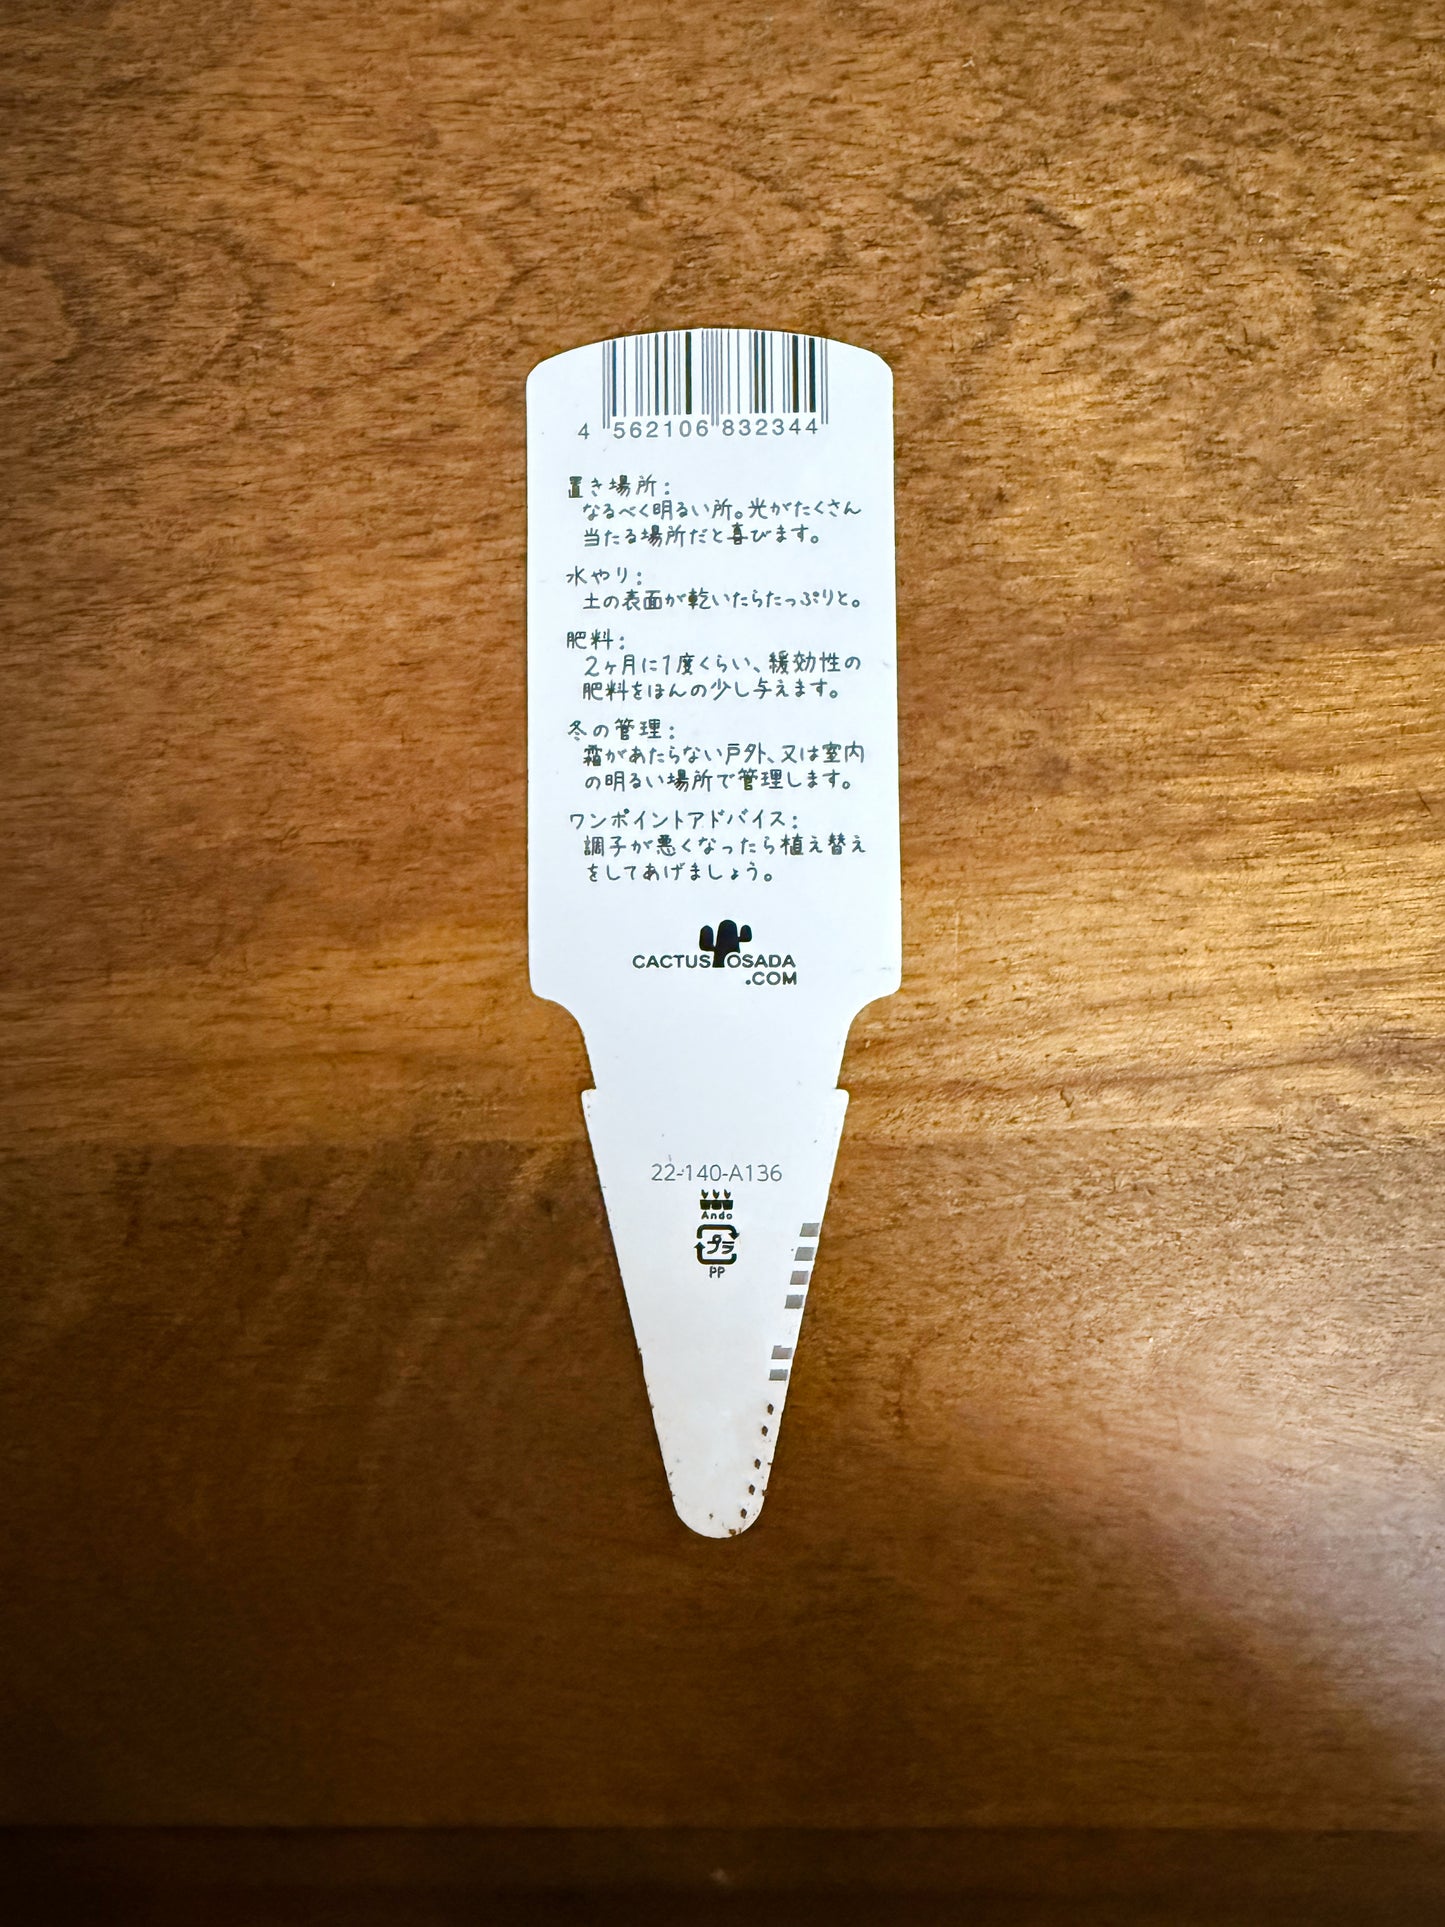 4 562106 832344
置き場所:
なるべく明るい所。光がたくさん
当たる場所だと喜びます。
水やり:
土の表面が乾いたらたっぷりと。
肥料:
2ヶ月に1度くらい、緩効性の
肥料をほんの少し与えます。
冬の管理:
霜があたらない戸外、又は室内
の明るい場所で管理します。
ワンポイントアドバイス:
調子が悪くなったら植え替え
をしてあげましょう。
CACTUS OSADA
.COM
22-140-A136
Ando
プラ
PP